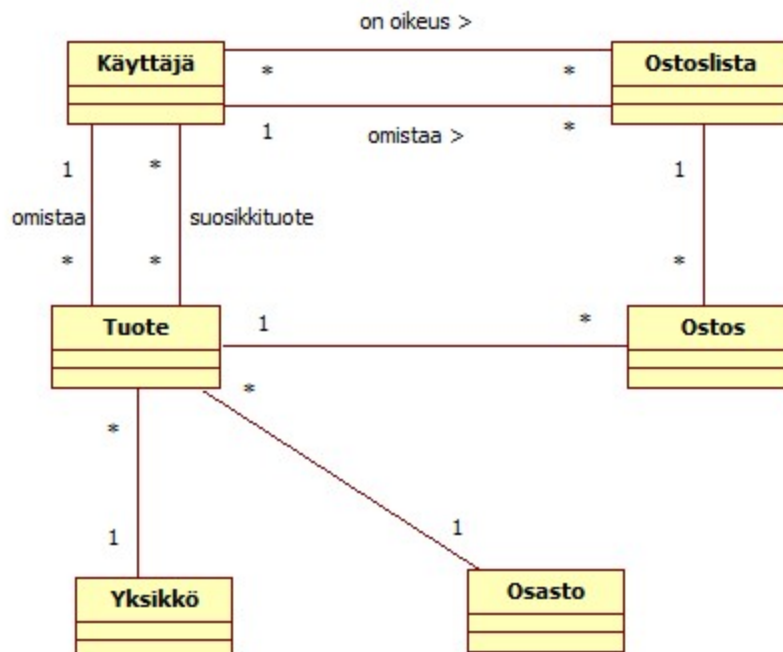 on oikeus >
Käyttäjä
Ostoslista
* *
1 omistaa > *
1 * 1
omistaa suosikkituote
* * *
Tuote 1 * Ostos
*
*
1 1
Yksikkö Osasto